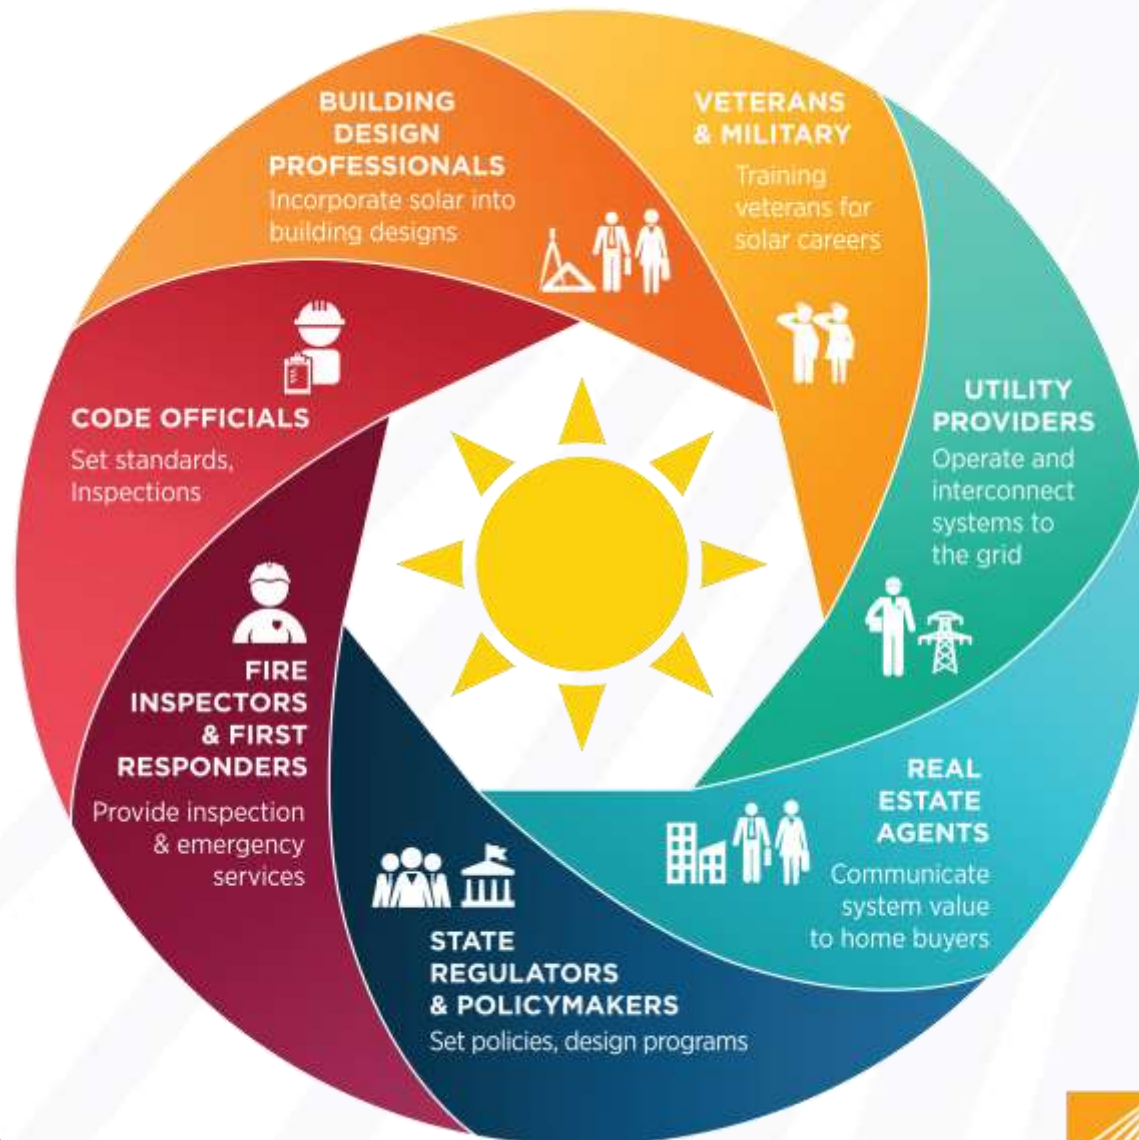 BUILDING
DESIGN
PROFESSIONALS
Incorporate solar into
building designs
VETERANS
& MILITARY
Training
veterans for
solar careers
UTILITY
PROVIDERS
Operate and
interconnect
systems to
the grid
REAL
ESTATE
AGENTS
Communicate
system value
to home buyers
STATE
REGULATORS
& POLICYMAKERS
Set policies, design programs
FIRE
INSPECTORS
& FIRST
RESPONDERS
Provide inspection
& emergency
services
CODE OFFICIALS
Set standards,
Inspections